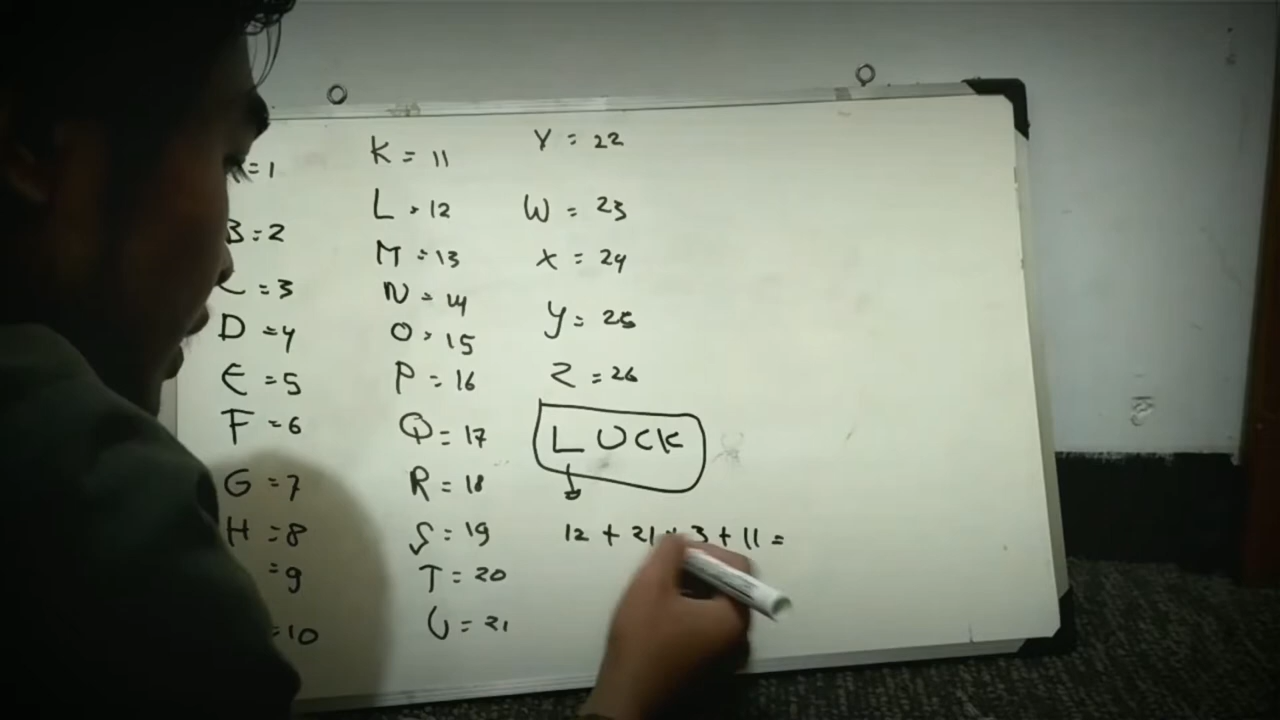 =1
B=2
C=3
D=4
E=5
F=6
G=7
H=8
=9
=10
K=11
L=12
M=13
N=14
O=15
P=16
Q=17
R=18
S=19
T=20
U=21
V=22
W=23
X=24
Y=25
Z=26
LUCK
12+21+3+11=